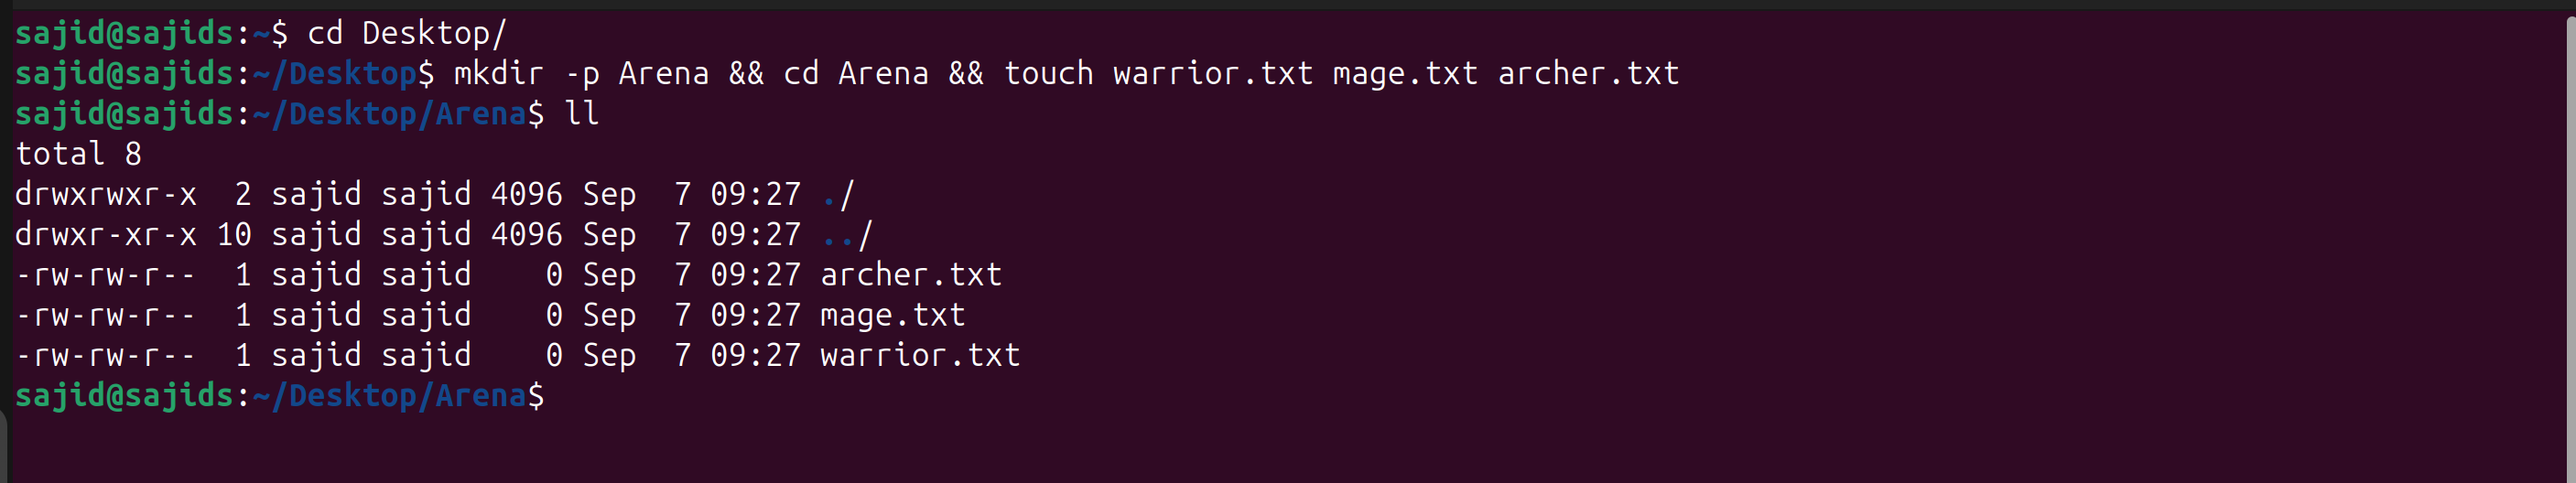 sajid@sajids:~$ cd Desktop/
sajid@sajids:~/Desktop$ mkdir -p Arena && cd Arena && touch warrior.txt mage.txt archer.txt
sajid@sajids:~/Desktop/Arena$ ll
total 8
drwxrwxr-x  2 sajid sajid 4096 Sep  7 09:27 ./
drwxr-xr-x 10 sajid sajid 4096 Sep  7 09:27 ../
-rw-rw-r--  1 sajid sajid    0 Sep  7 09:27 archer.txt
-rw-rw-r--  1 sajid sajid    0 Sep  7 09:27 mage.txt
-rw-rw-r--  1 sajid sajid    0 Sep  7 09:27 warrior.txt
sajid@sajids:~/Desktop/Arena$